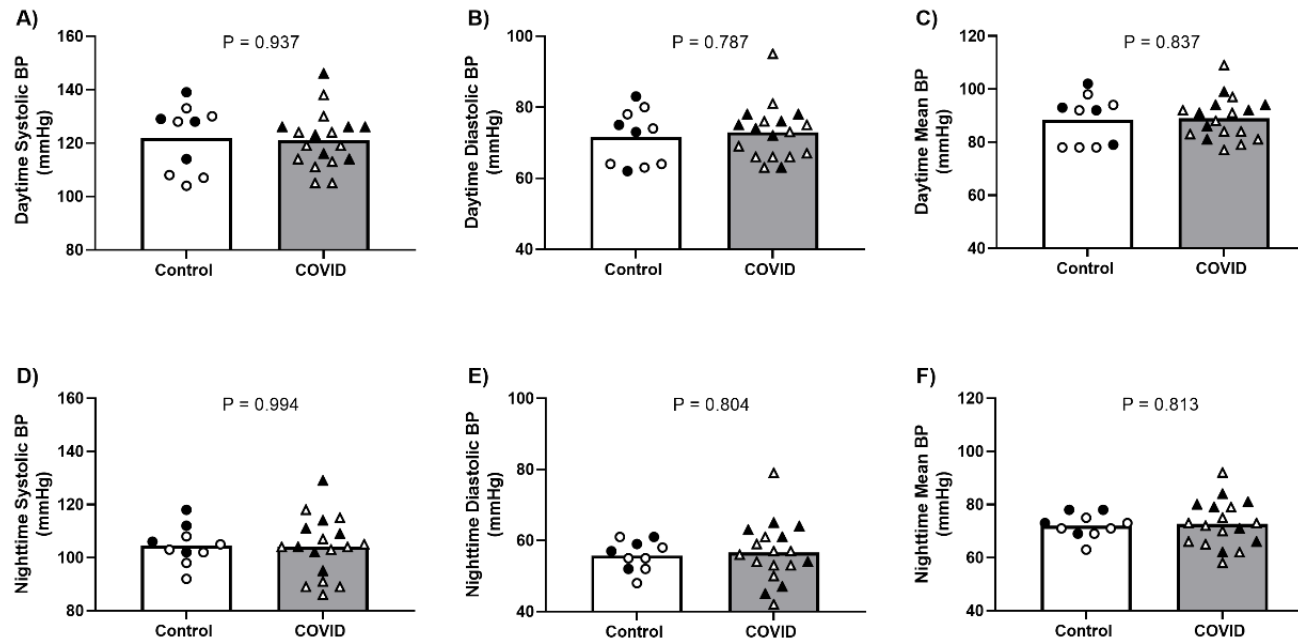 A)
P = 0.937
Daytime Systolic BP
(mmHg)
160
140
120
100
80
Control
COVID
B)
P = 0.787
Daytime Diastolic BP
(mmHg)
100
80
60
40
Control
COVID
C)
P = 0.837
Daytime Mean BP
(mmHg)
120
100
80
60
40
Control
COVID
D)
P = 0.994
Nighttime Systolic BP
(mmHg)
160
140
120
100
80
Control
COVID
E)
P = 0.804
Nighttime Diastolic BP
(mmHg)
100
80
60
40
Control
COVID
F)
P = 0.813
Nighttime Mean BP
(mmHg)
120
100
80
60
40
Control
COVID